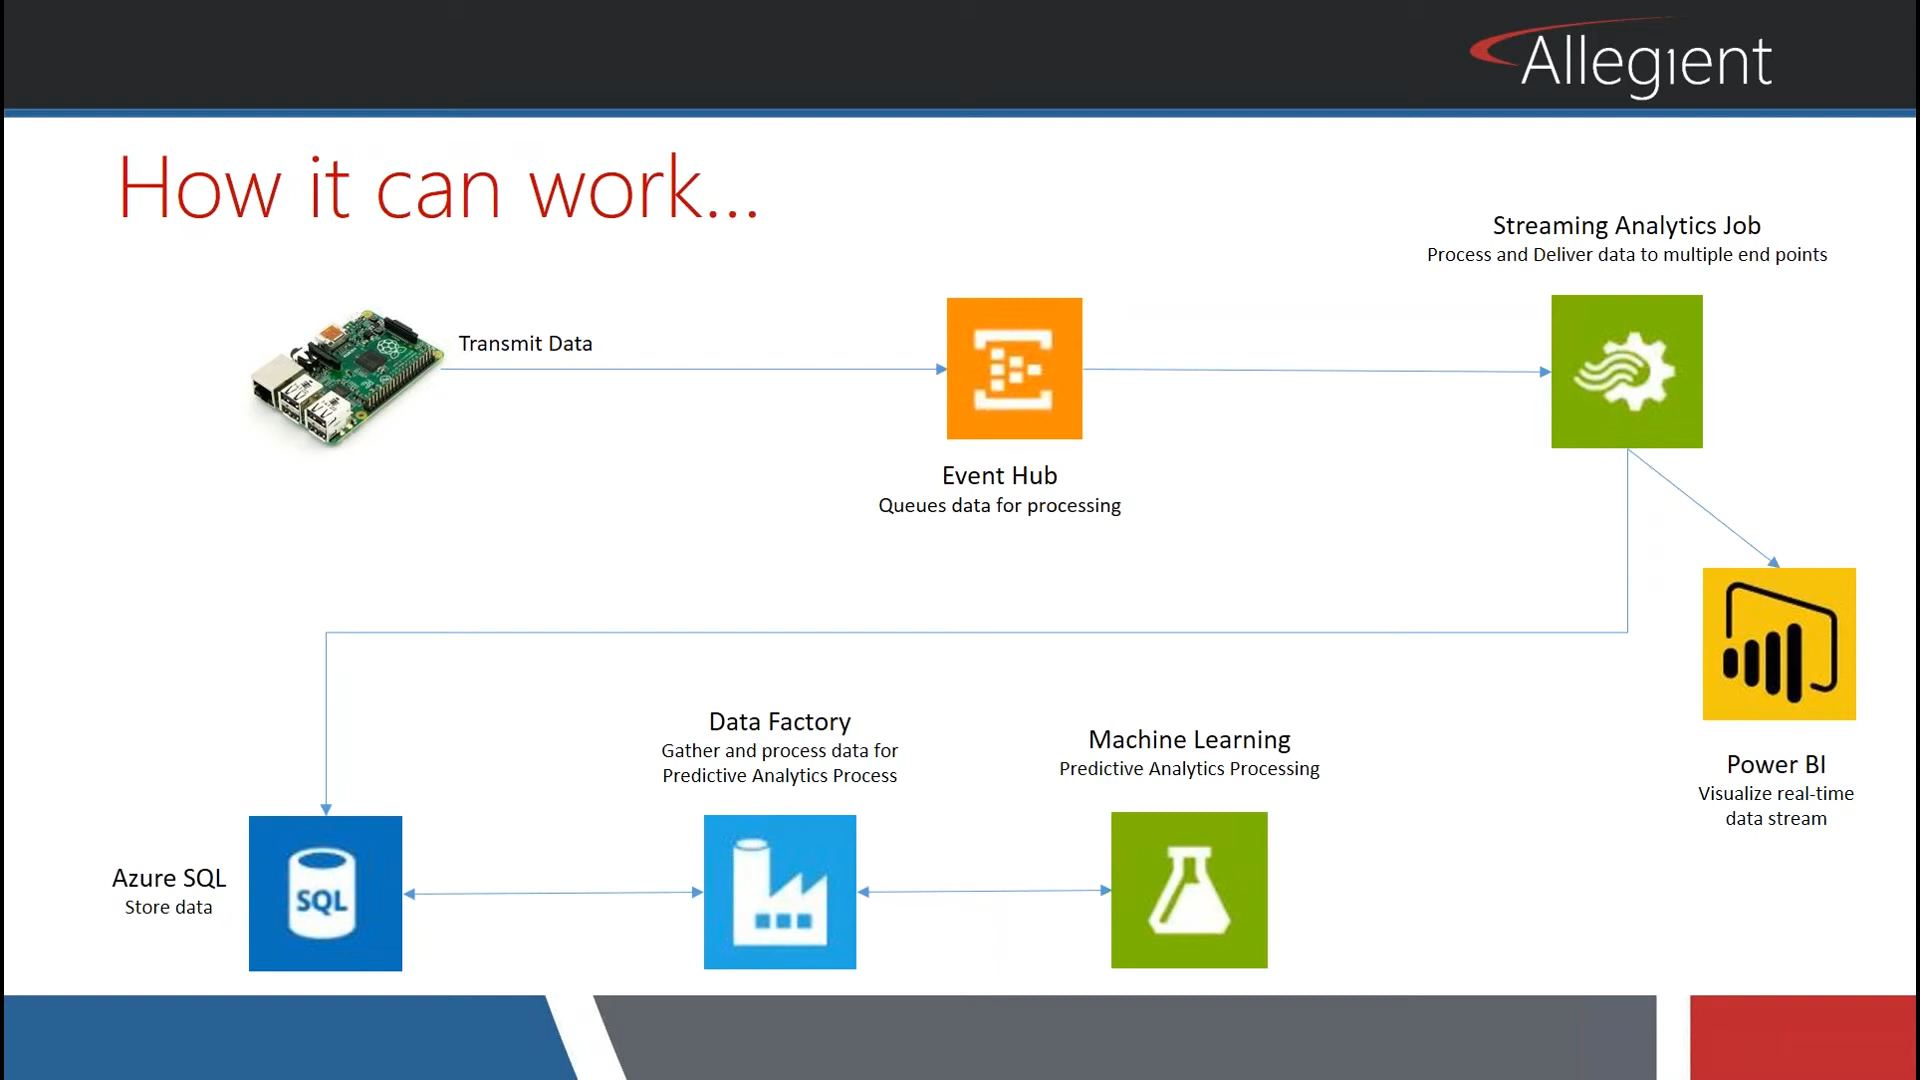 Allegient
How it can work...
Streaming Analytics Job
Process and Deliver data to multiple end points
Transmit Data
Event Hub
Queues data for processing
Data Factory
Gather and process data for
Predictive Analytics Process
Machine Learning
Predictive Analytics Processing
Power BI
Visualize real-time
data stream
Azure SQL
Store data
SQL